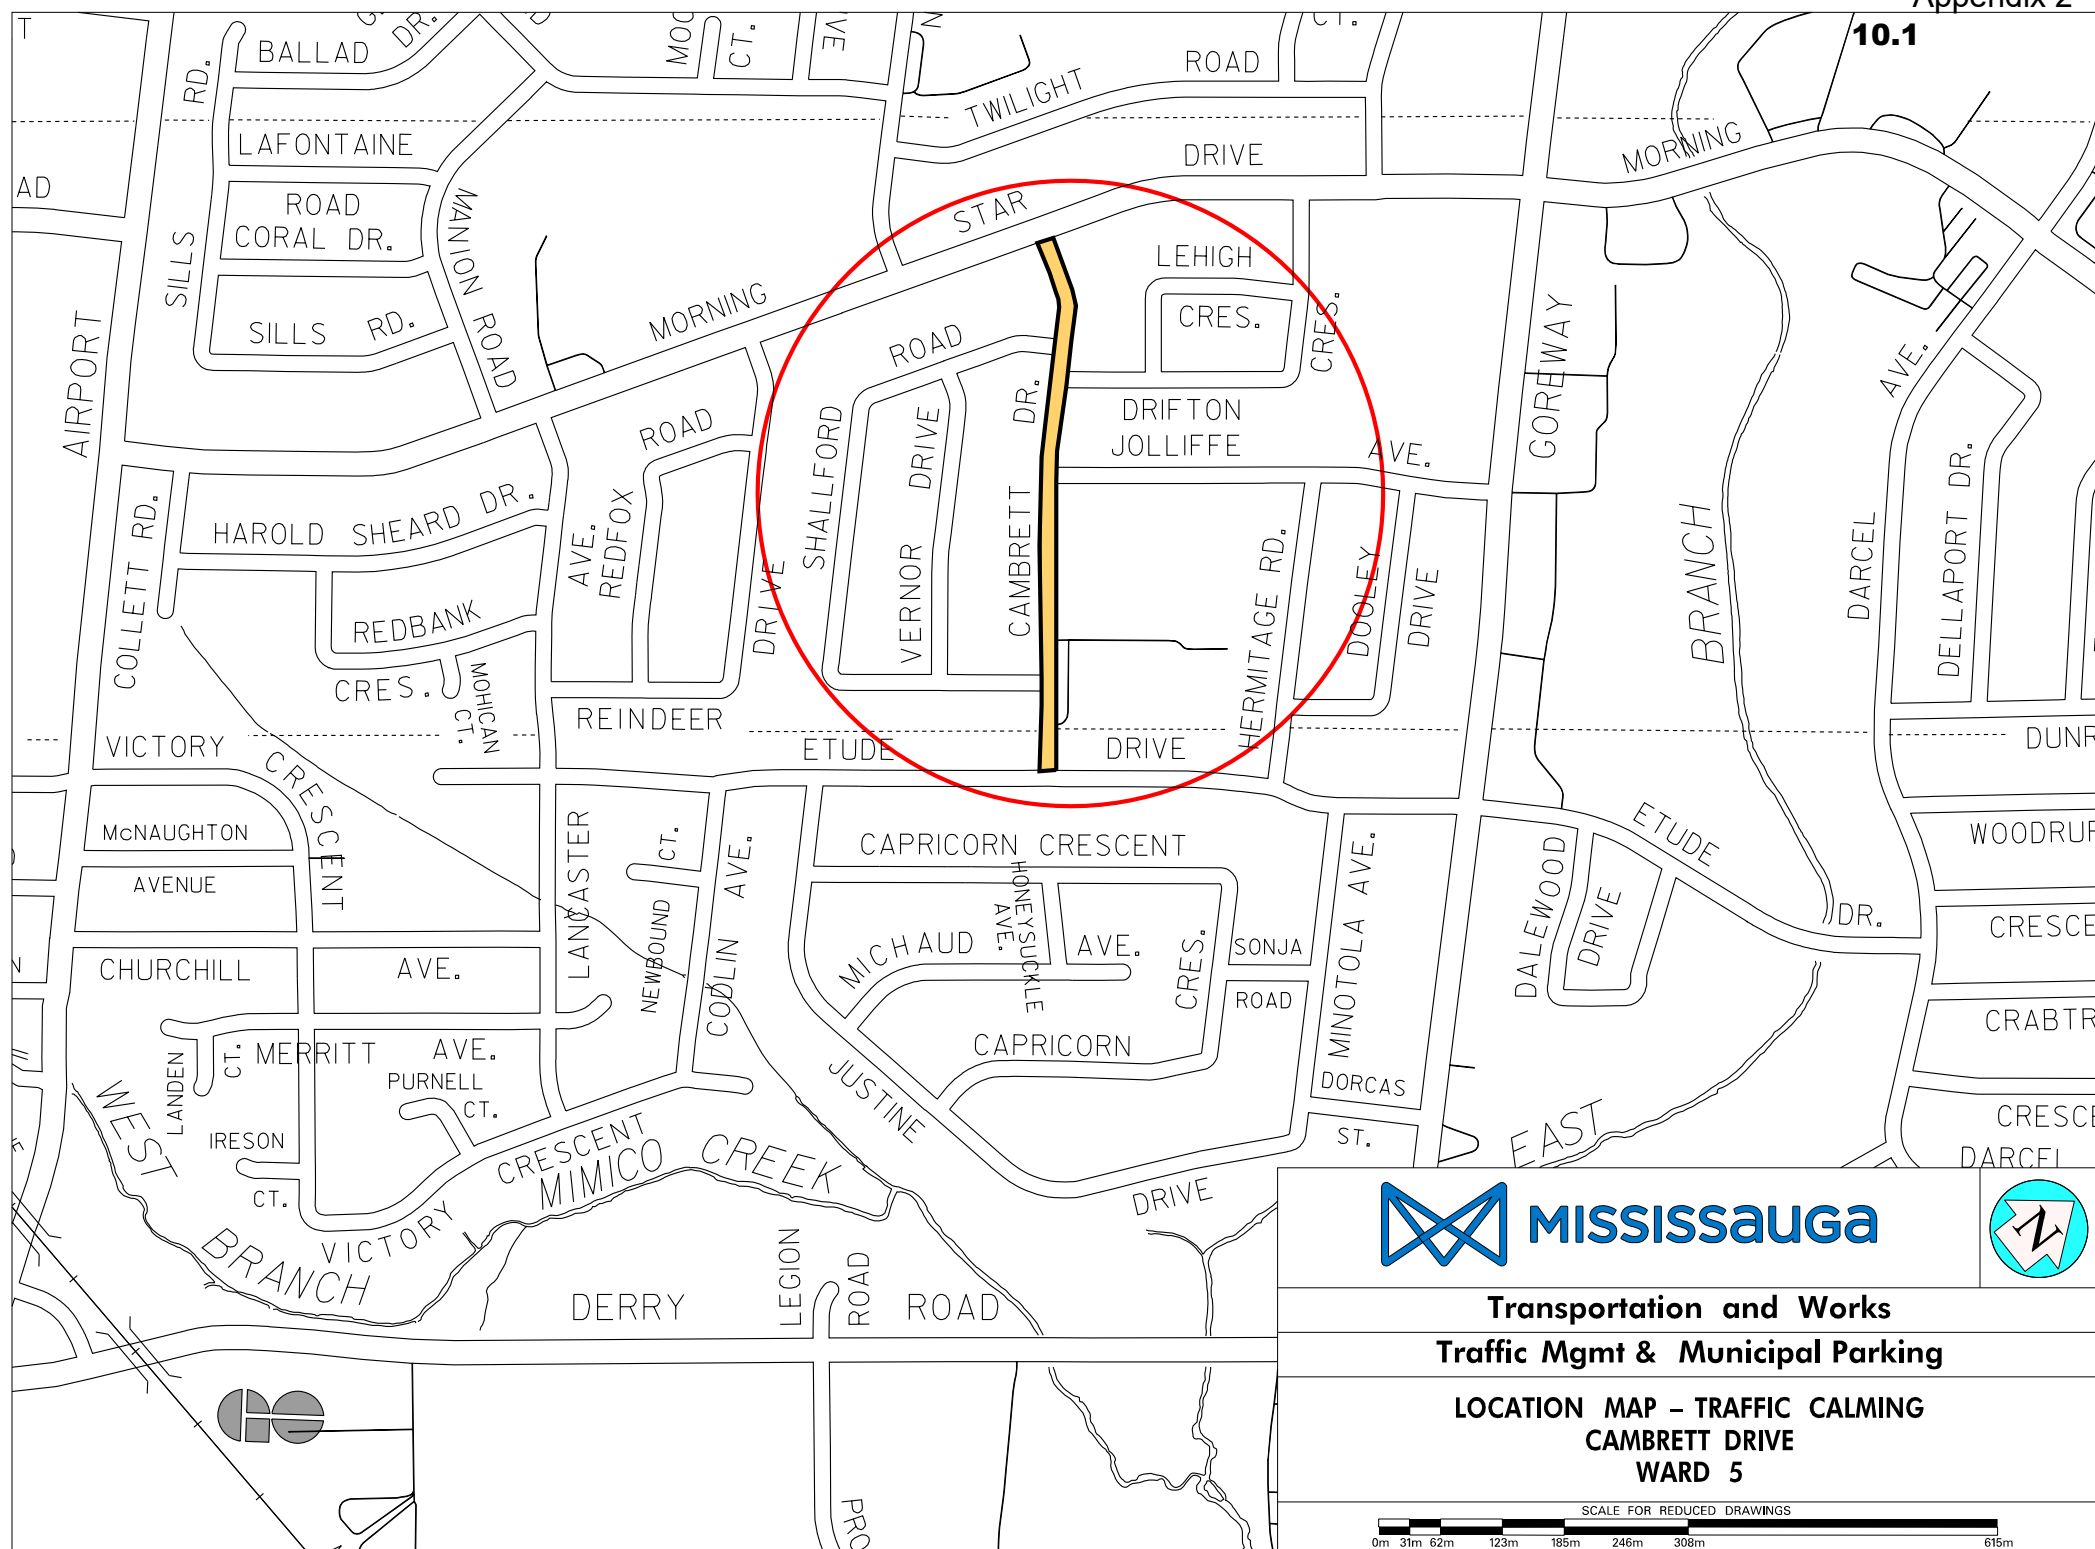 Appendix 2
10.1
T
BALLAD
DR.
CT.
CT.
ROAD
TWILIGHT
RD.
LAFONTAINE
DRIVE
MORNING
AD
ROAD
CORAL DR.
MANION ROAD
STAR
SILLS
LEHIGH
CRES.
CRES.
MORNING
SILLS RD.
AIRPORT
ROAD
GOREWAY
AVE.
DR.
DRIFTON
JOLLIFFE
AVE.
ROAD
SHALLFORD
VERNOR DRIVE
CAMBRETT
HAROLD SHEARD DR.
COLLETT RD.
AVE.
REDFOX
DRIVE
HERMITAGE RD.
DOOLEY
DRIVE
BRANCH
DARCEL
DELLAPORT DR.
REDBANK
CRES.
MOHICAN
CT.
REINDEER
VICTORY
CRESCENT
ETUDE DRIVE
DUNR
McNAUGHTON
AVENUE
LANCASTER
CT.
NEWBOUND
CODLIN AVE.
CAPRICORN CRESCENT
HONEYSUCKLE
AVE.
MICHAUD AVE.
CRES.
SONJA
ROAD
MINOTOLA AVE.
DALEWOOD
DRIVE
ETUDE
DR.
WOODRUF
CRESCE
CHURCHILL AVE.
CAPRICORN
CRABTR
LANDEN
CT.
MERRITT AVE.
PURNELL
CT.
JUSTINE
DORCAS
ST.
CRESCE
DARCEL
IRESON
CT.
WEST
BRANCH
CRESCENT
VICTORY
MIMICO CREEK
EAST
DRIVE
DERRY ROAD
LEGION
ROAD
PRO
MISSISSAUGA
N
Transportation and Works
Traffic Mgmt & Municipal Parking
LOCATION MAP – TRAFFIC CALMING
CAMBRETT DRIVE
WARD 5
SCALE FOR REDUCED DRAWINGS
0m 31m 62m 123m 185m 246m 308m 615m